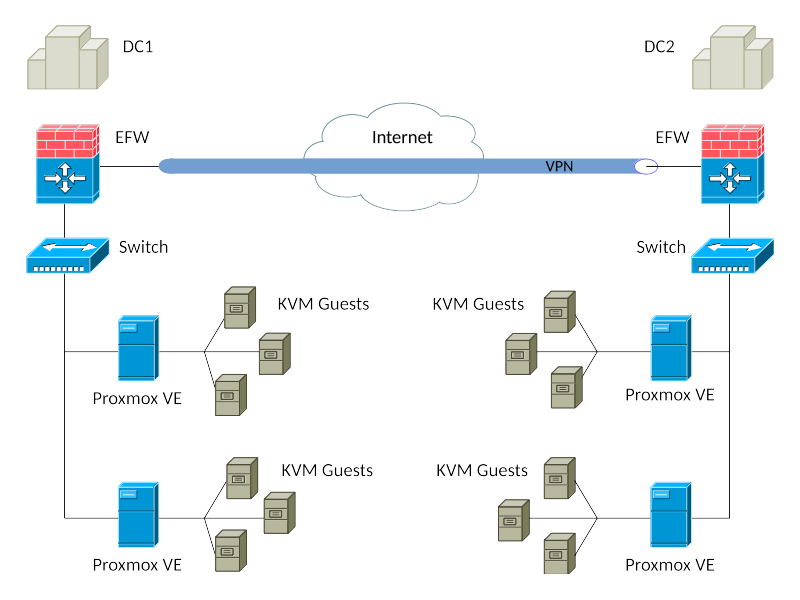 DC1
DC2
EFW
Internet
EFW
VPN
Switch
Switch
KVM Guests
KVM Guests
Proxmox VE
Proxmox VE
KVM Guests
KVM Guests
Proxmox VE
Proxmox VE